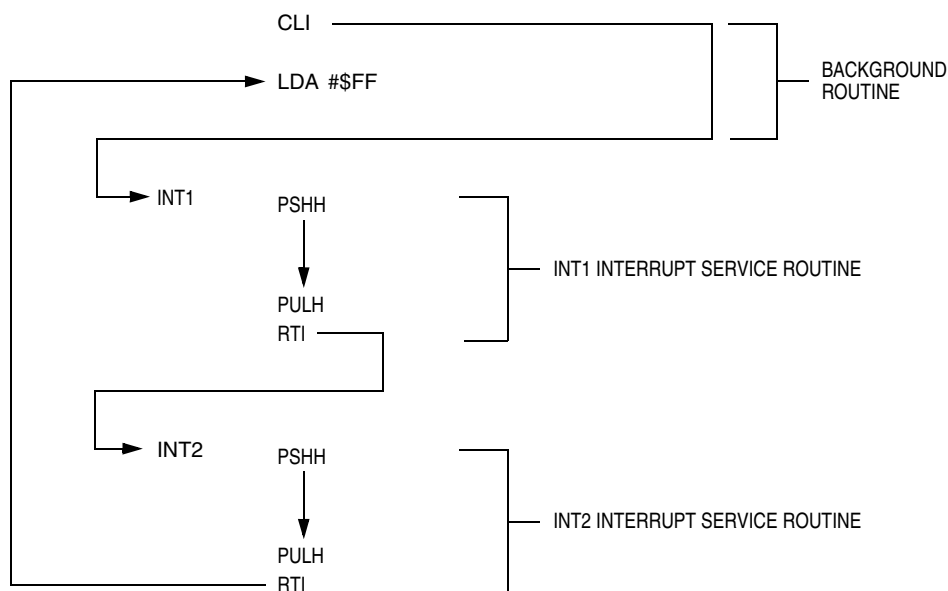 CLI
LDA #$FF
BACKGROUND
ROUTINE
INT1
PSHH
INT1 INTERRUPT SERVICE ROUTINE
PULH
RTI
INT2
PSHH
INT2 INTERRUPT SERVICE ROUTINE
PULH
RTI